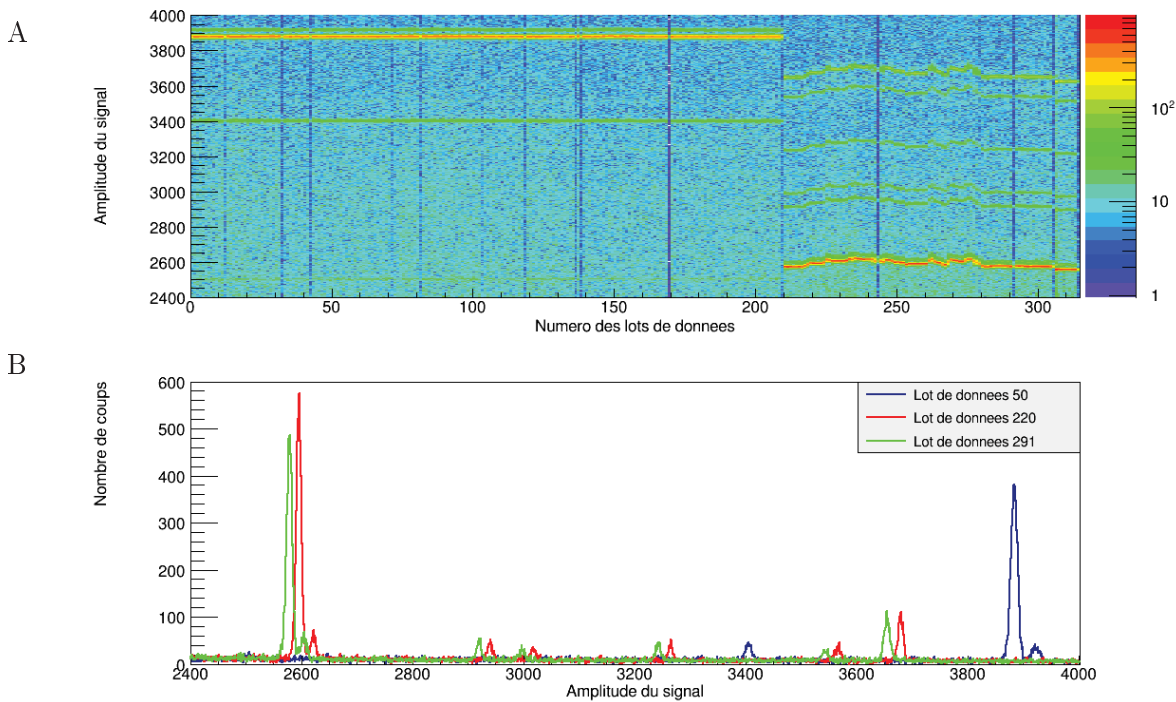 A
Amplitude du signal
4000
3800
3600
3400
3200
3000
2800
2600
2400
0 50 100 150 200 250 300
Numero des lots de donnees
10²
10
1
B
Nombre de coups
600
500
400
300
200
100
0
Lot de donnees 50
Lot de donnees 220
Lot de donnees 291
2400 2600 2800 3000 3200 3400 3600 3800 4000
Amplitude du signal